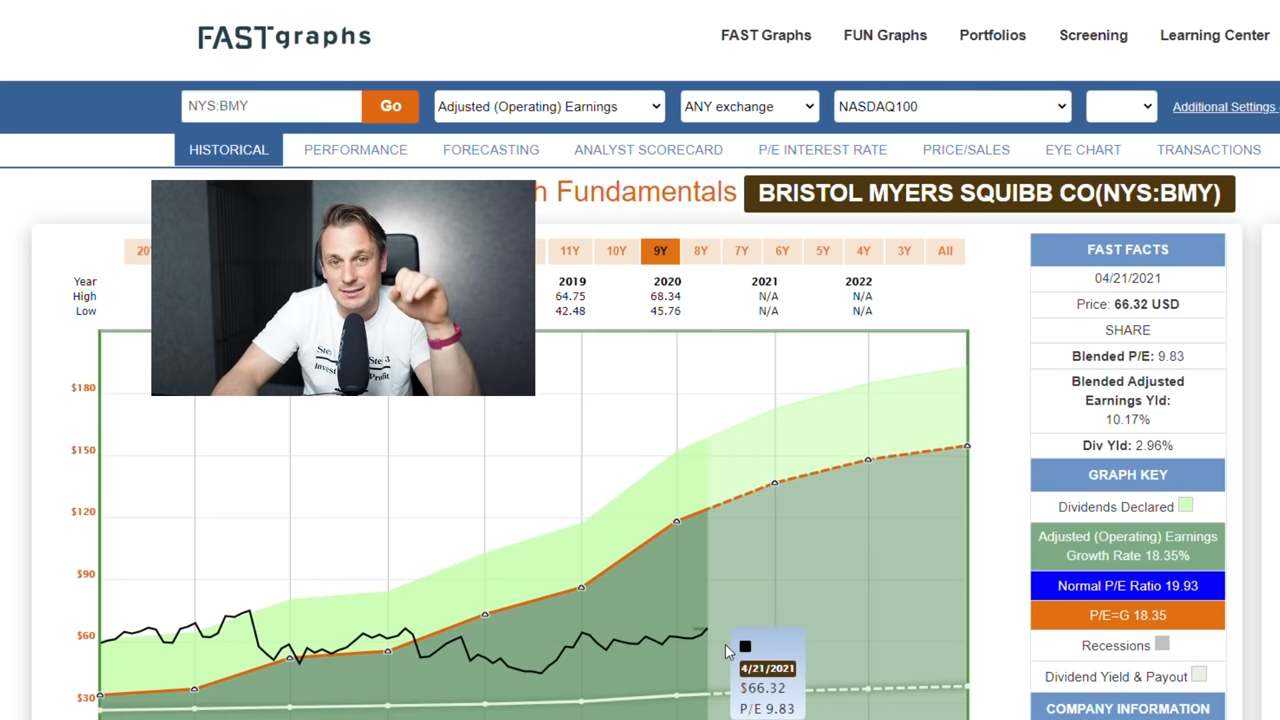 FASTgraphs
FAST Graphs FUN Graphs Portfolios Screening Learning Center
NYS:BMY Go Adjusted (Operating) Earnings ANY exchange NASDAQ100 Additional Settings
HISTORICAL PERFORMANCE FORECASTING ANALYST SCORECARD P/E INTEREST RATE PRICE/SALES EYE CHART TRANSACTIONS
h Fundamentals BRISTOL MYERS SQUIBB CO(NYS:BMY)
20 11Y 10Y 9Y 8Y 7Y 6Y 5Y 4Y 3Y All
Year 2019 2020 2021 2022
High 64.75 68.34 N/A N/A
Low 42.48 45.76 N/A N/A
$180
$150
$120
$90
$60
$30
Step 3
Invest Profit
4/21/2021
$66.32
P/E 9.83
FAST FACTS
04/21/2021
Price: 66.32 USD
SHARE
Blended P/E: 9.83
Blended Adjusted
Earnings Yld:
10.17%
Div Yld: 2.96%
GRAPH KEY
Dividends Declared
Adjusted (Operating) Earnings
Growth Rate 18.35%
Normal P/E Ratio 19.93
P/E=G 18.35
Recessions
Dividend Yield & Payout
COMPANY INFORMATION